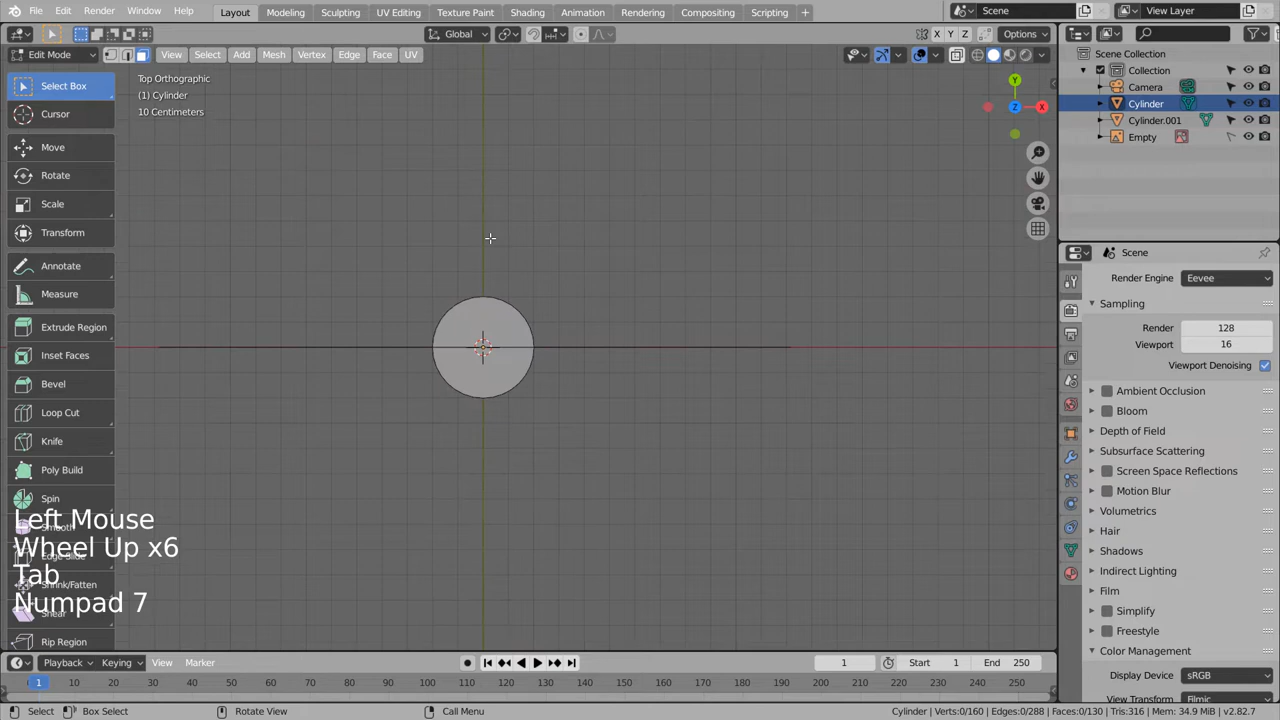 File Edit Render Window Help Layout Modeling Sculpting UV Editing Texture Paint Shading Animation Rendering Compositing Scripting + Scene View Layer
Global X Y Z Options
Edit Mode View Select Add Mesh Vertex Edge Face UV
Scene Collection
Collection
Camera
Cylinder
Cylinder.001
Empty
Top Orthographic
(1) Cylinder
10 Centimeters
Y
Z X
Select Box
Cursor
Move
Rotate
Scale
Transform
Annotate
Measure
Extrude Region
Inset Faces
Bevel
Loop Cut
Knife
Poly Build
Spin
Smooth
Edge Slide
Shrink/Fatten
Shear
Rip Region
Left Mouse
Wheel Up x6
Tab
Numpad 7
Scene
Render Engine Eevee
Sampling
Render 128
Viewport 16
Viewport Denoising
Ambient Occlusion
Bloom
Depth of Field
Subsurface Scattering
Screen Space Reflections
Motion Blur
Volumetrics
Hair
Shadows
Indirect Lighting
Film
Simplify
Freestyle
Color Management
Display Device sRGB
View Transform Filmic
Playback Keying View Marker 1 Start 1 End 250
1 10 20 30 40 50 60 70 80 90 100 110 120 130 140 150 160 170 180 190 200 210 220 230 240 250
Select Box Select Rotate View Call Menu Cylinder | Verts:0/160 | Edges:0/288 | Faces:0/130 | Tris:316 | Mem: 34.9 MiB | v2.82.7